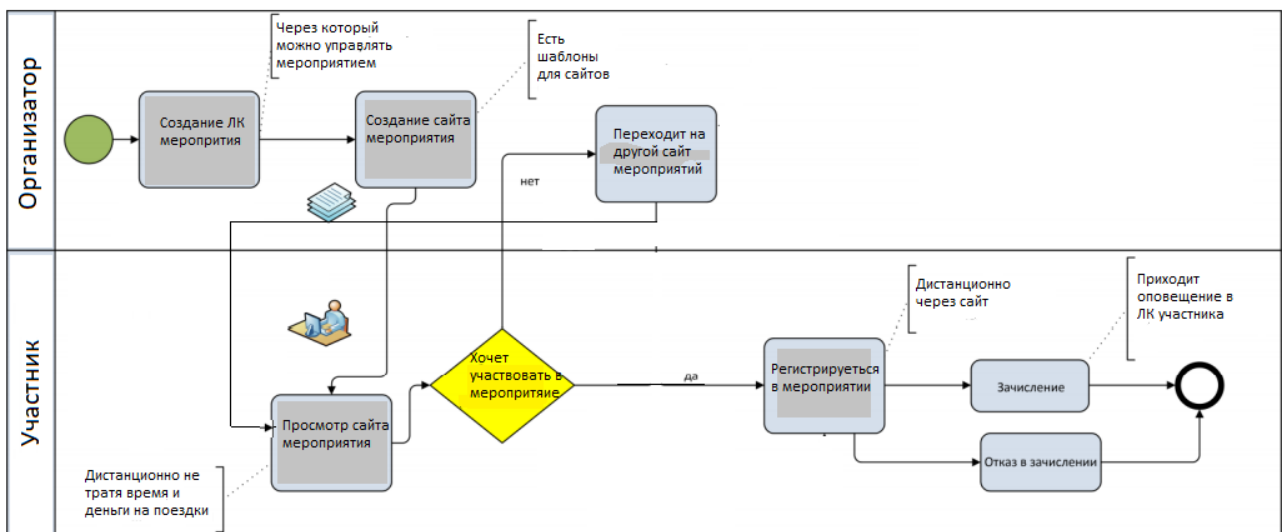 Организатор
Через который
можно управлять
мероприятием
Есть
шаблоны
для сайтов
Создание ЛК
меропрития
Создание сайта
мероприятия
Переходит на
другой сайт
мероприятий
нет
Участник
Дистанционно
через сайт
Приходит
оповещение в
ЛК участника
Хочет
участвовать в
меропритяие
да
Регистрируеться
в мероприятии
Зачисление
Просмотр сайта
мероприятия
Отказ в зачислении
Дистанционно не
тратя время и
деньги на поездки